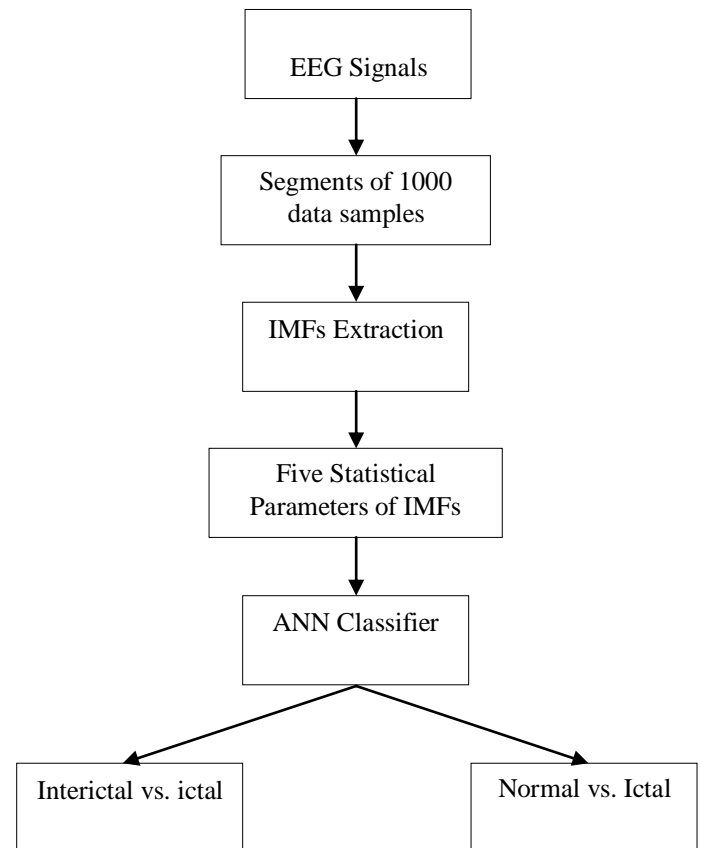 EEG Signals
Segments of 1000
data samples
IMFs Extraction
Five Statistical
Parameters of IMFs
ANN Classifier
Interictal vs. ictal
Normal vs. Ictal